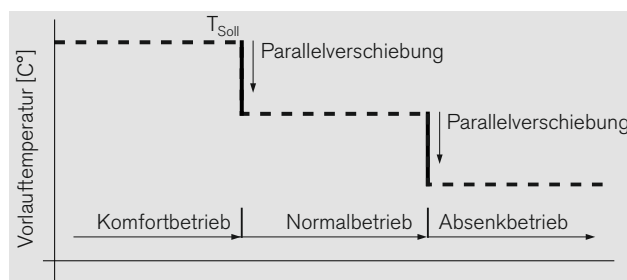 T_Soll
Parallelverschiebung
Parallelverschiebung
Vorlauftemperatur [C°]
Komfortbetrieb
Normalbetrieb
Absenkbetrieb